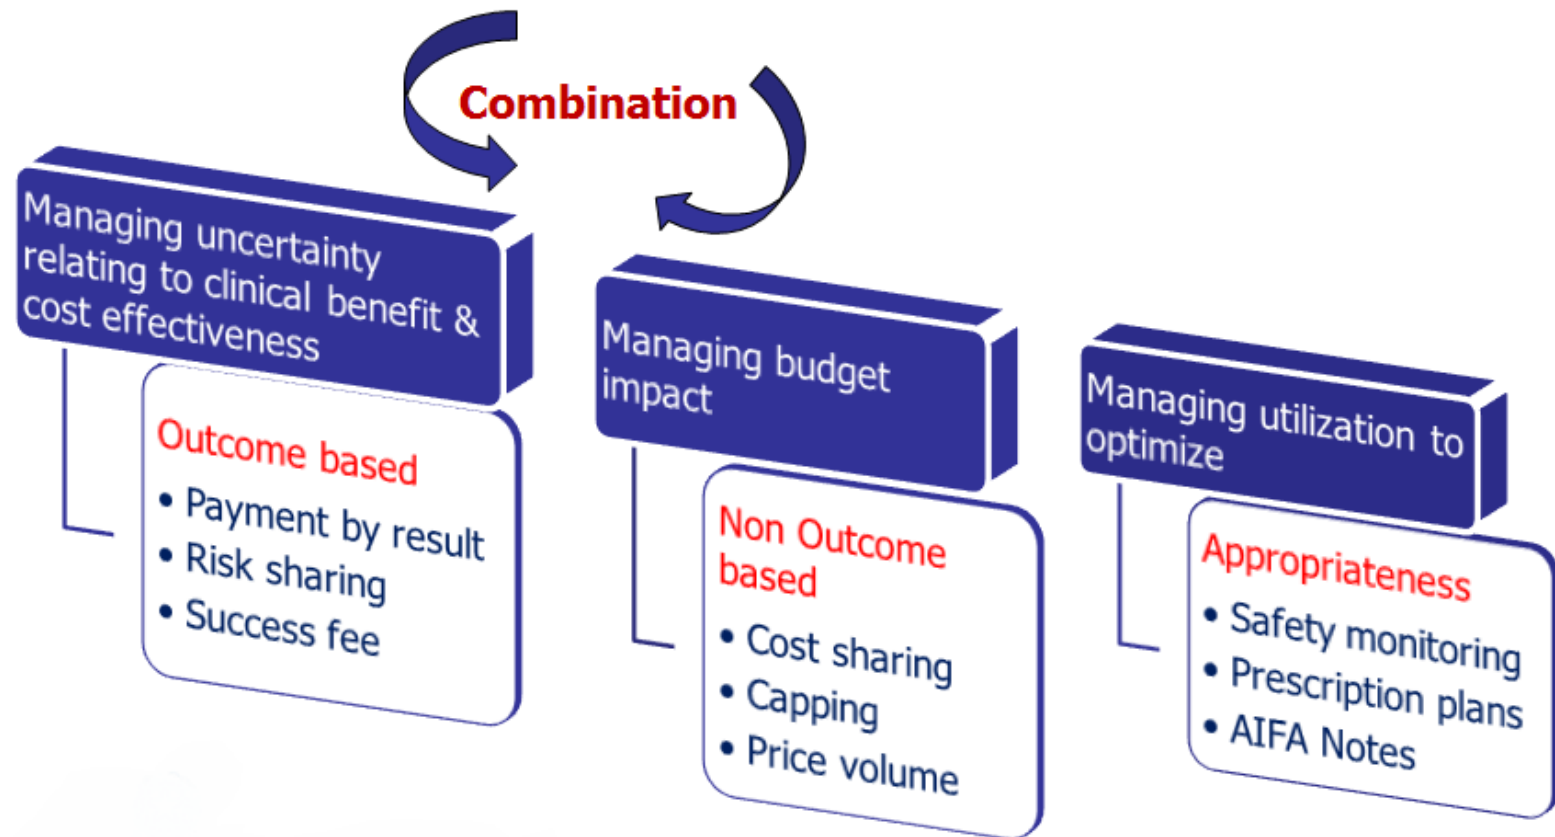 Combination
Managing uncertainty
relating to clinical benefit &
cost effectiveness
Outcome based
• Payment by result
• Risk sharing
• Success fee
Managing budget
impact
Non Outcome
based
• Cost sharing
• Capping
• Price volume
Managing utilization to
optimize
Appropriateness
• Safety monitoring
• Prescription plans
• AIFA Notes